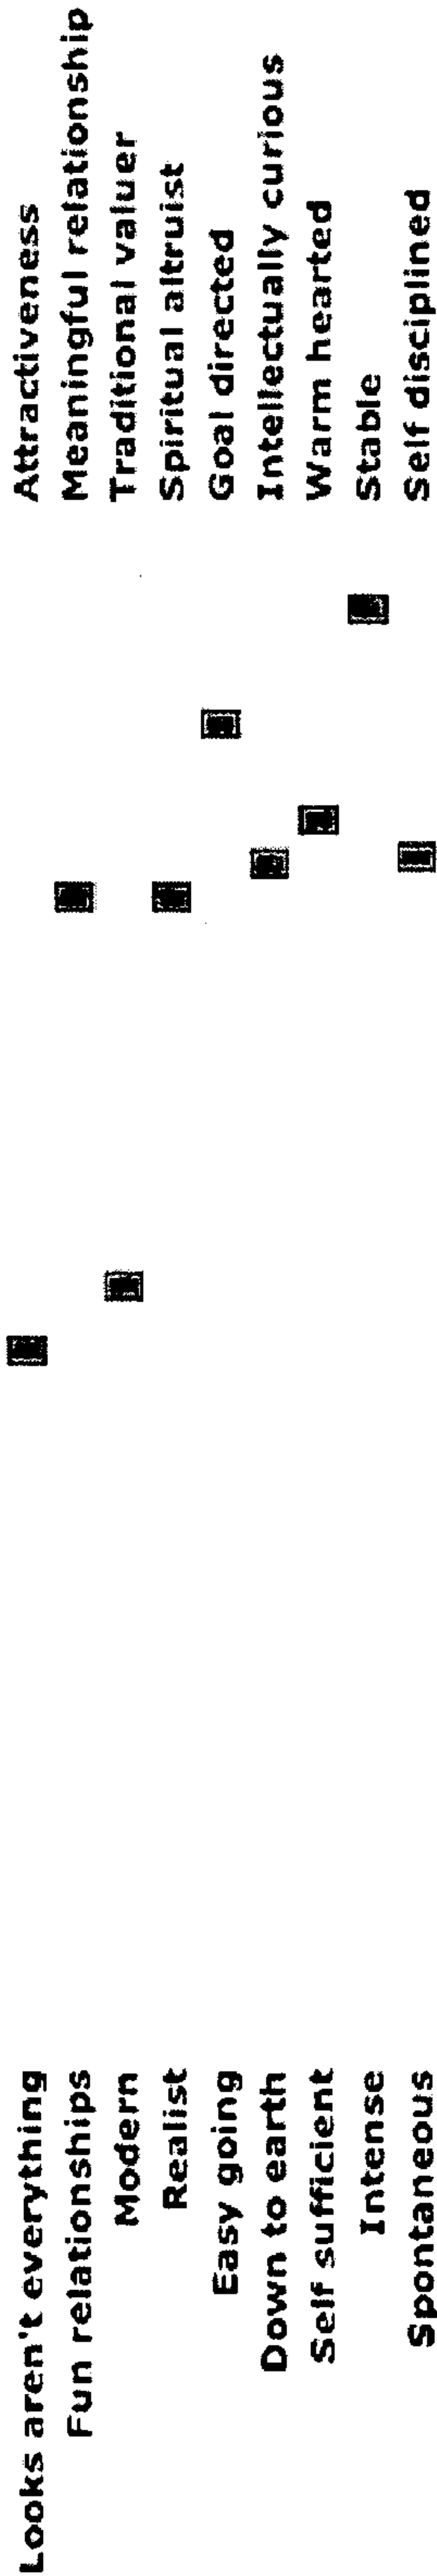 Looks aren't everything Attractiveness
Fun relationships Meaningful relationship
Modern Traditional valuer
Realist Spiritual altruist
Easy going Goal directed
Down to earth Intellectually curious
Self sufficient Warm hearted
Intense Stable
Spontaneous Self disciplined